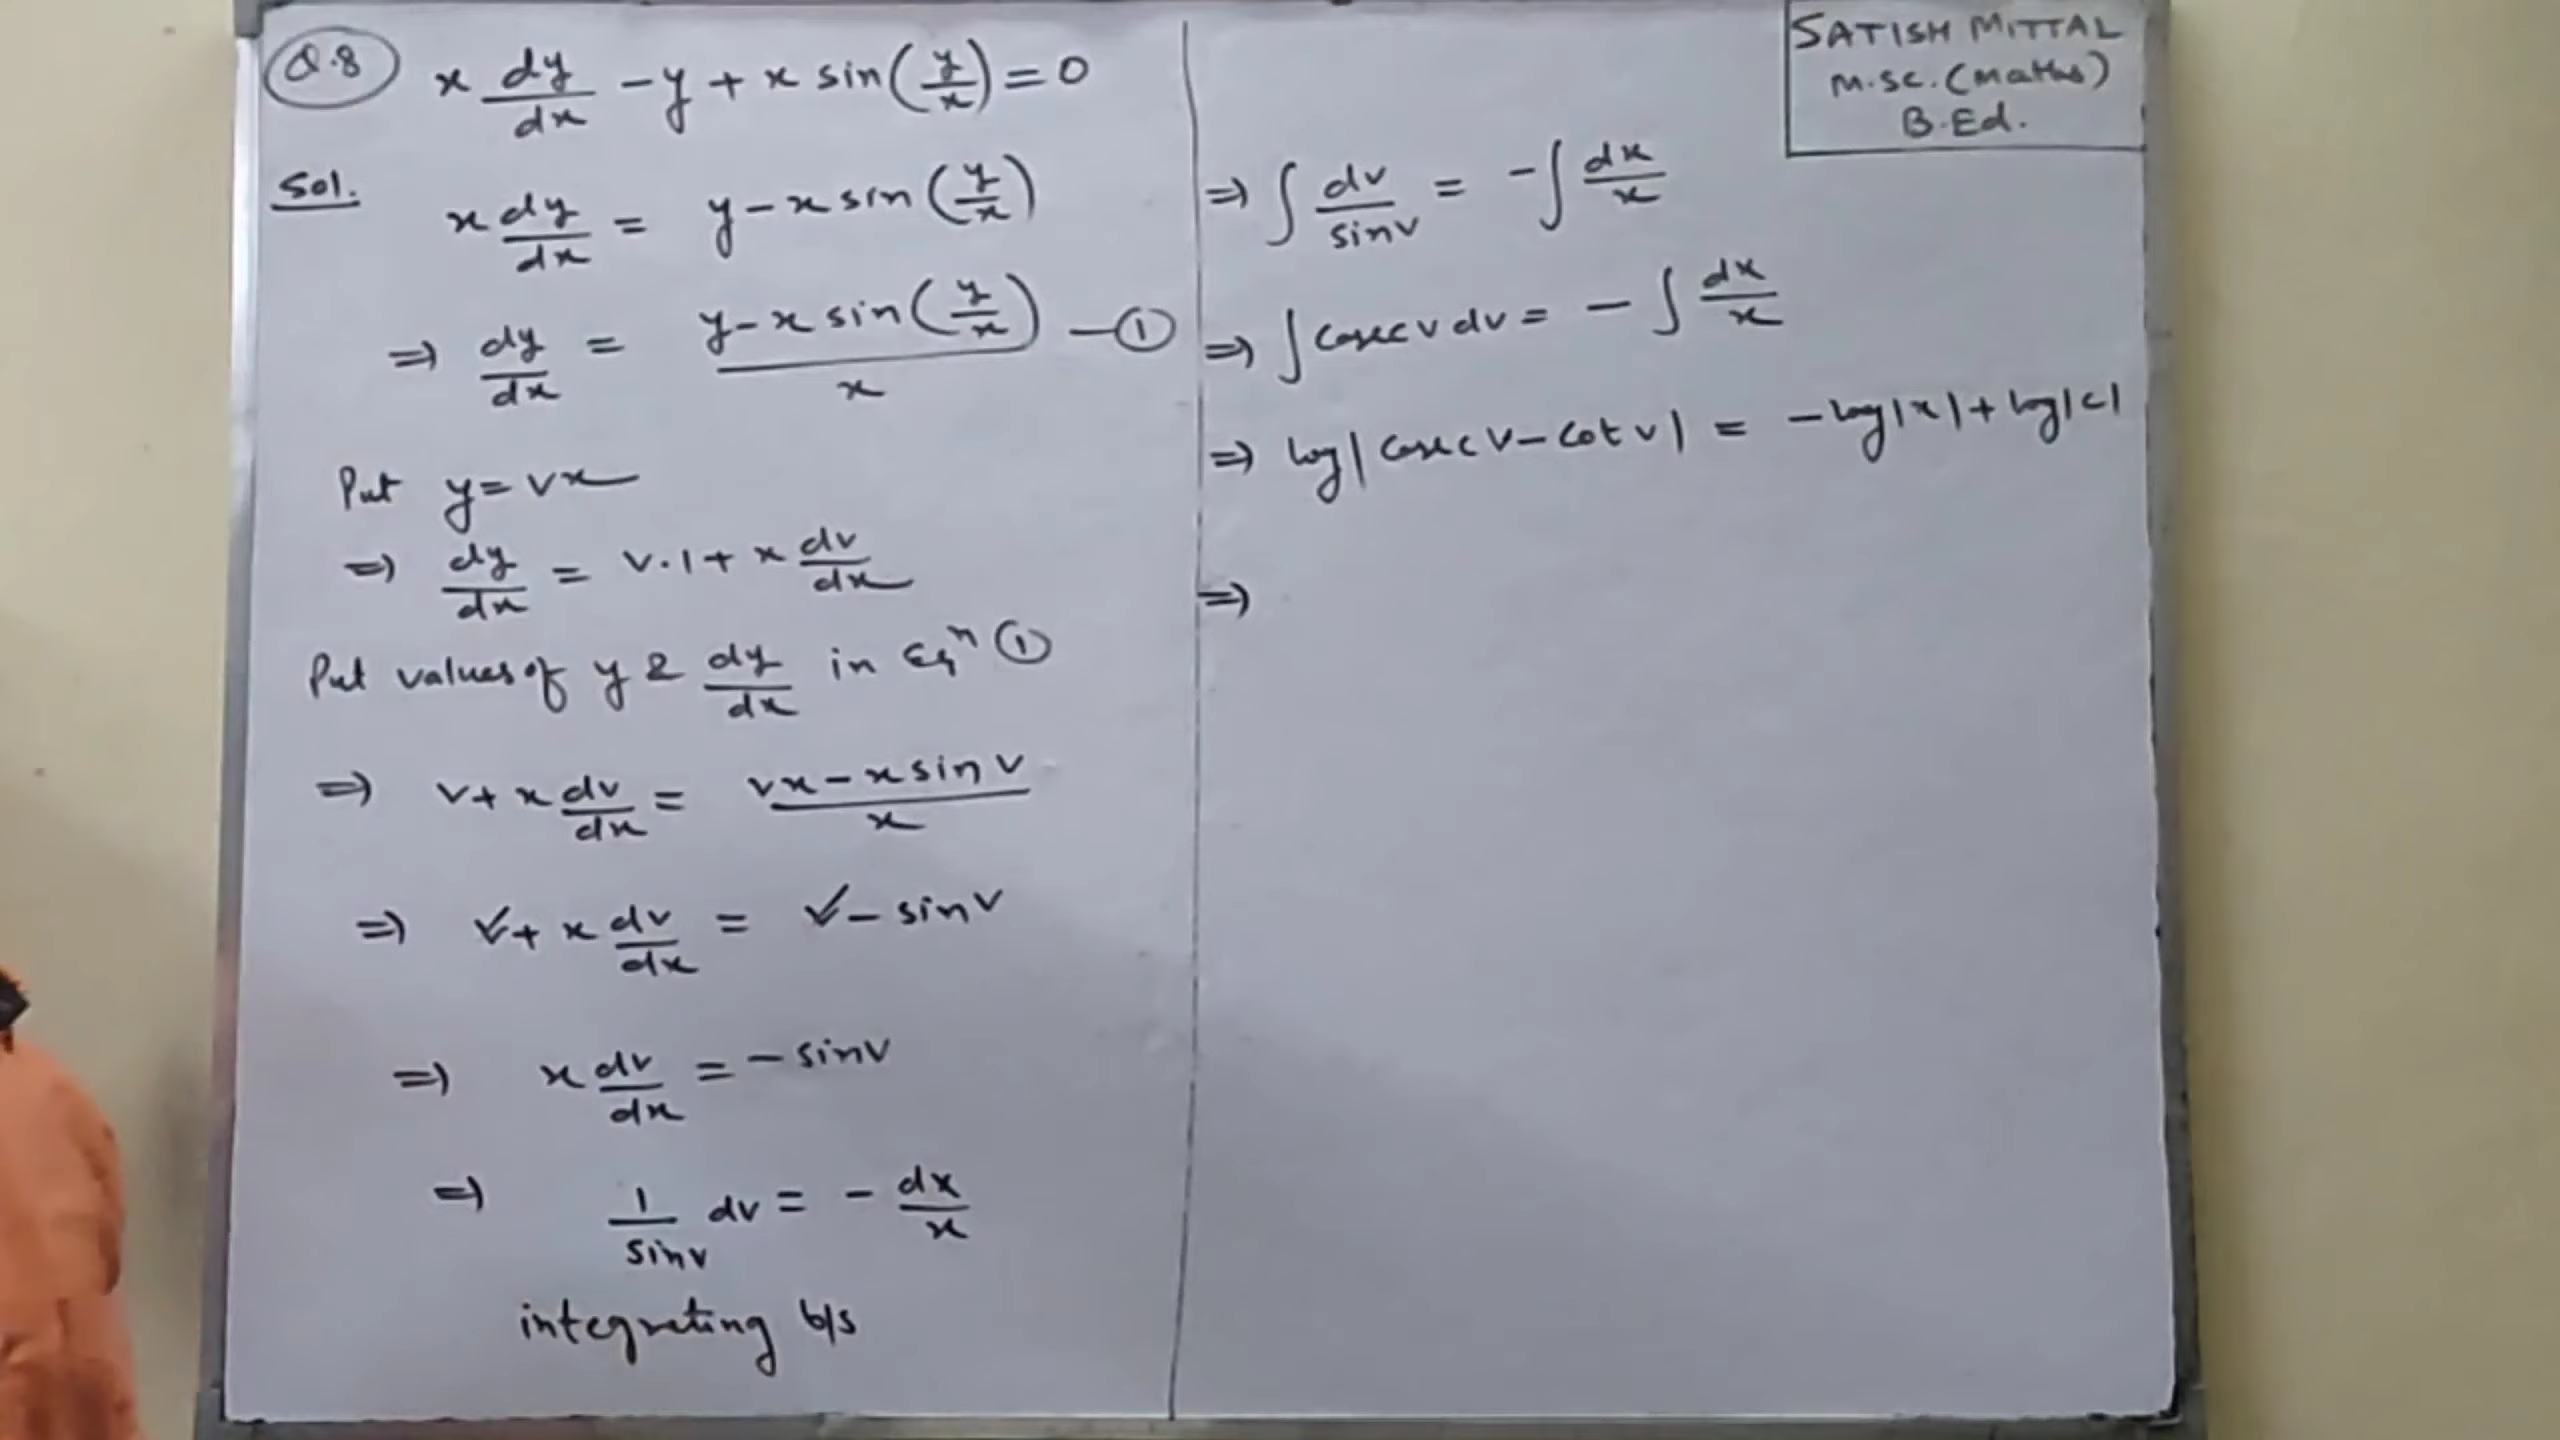 Q.8 x dy/dx - y + x sin(y/x) = 0
Sol. x dy/dx = y - x sin(y/x)
⇒ dy/dx = (y - x sin(y/x))/x — ①
Put y = vx
⇒ dy/dx = v.1 + x dv/dx
Put values of y & dy/dx in Eqⁿ ①
⇒ v + x dv/dx = (vx - x sin v)/x
⇒ v + x dv/dx = v - sin v
⇒ x dv/dx = - sin v
⇒ 1/sin v dv = - dx/x
integrating b/s
SATISH MITTAL
M.SC. (Maths)
B.Ed.
⇒ ∫ dv/sin v = - ∫ dx/x
⇒ ∫ cosec v dv = - ∫ dx/x
⇒ log|cosec v - cot v| = - log|x| + log|c|
⇒